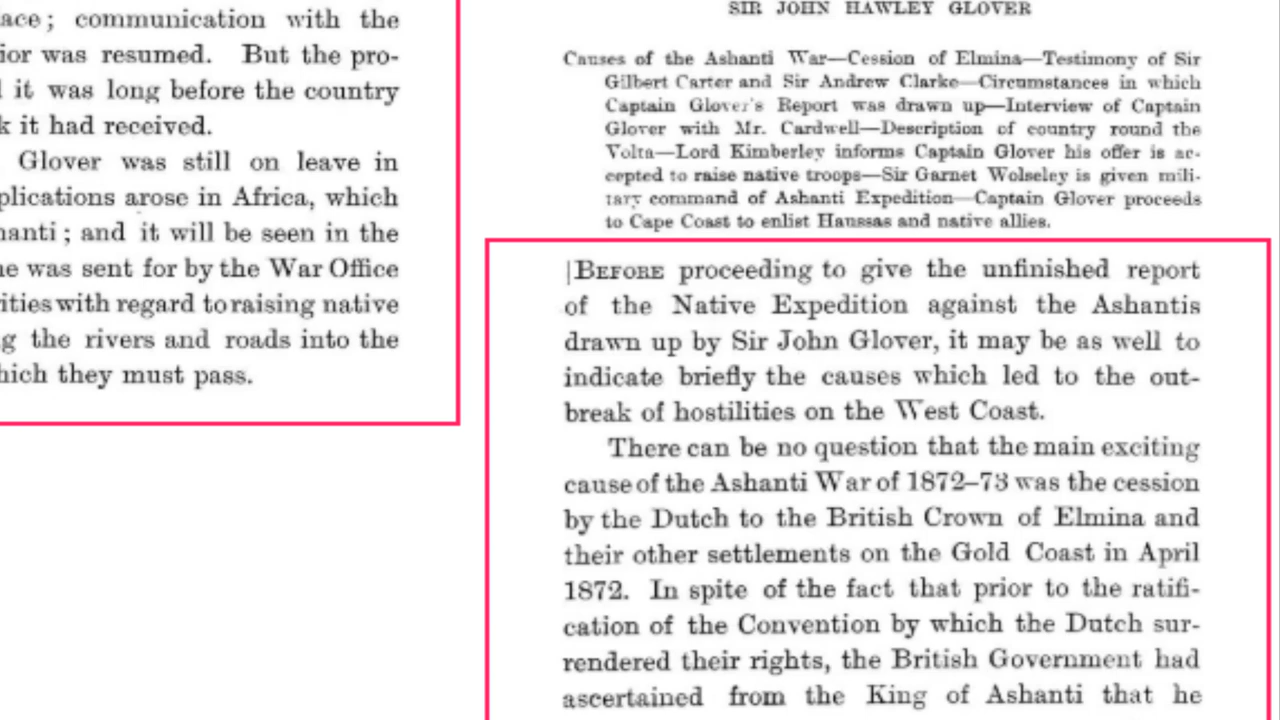 ace; communication with the
ior was resumed. But the pro-
it was long before the country
k it had received.
Glover was still on leave in
plications arose in Africa, which
anti; and it will be seen in the
e was sent for by the War Office
ities with regard to raising native
g the rivers and roads into the
hich they must pass.
SIR JOHN HAWLEY GLOVER
Causes of the Ashanti War—Cession of Elmina—Testimony of Sir
Gilbert Carter and Sir Andrew Clarke—Circumstances in which
Captain Glover's Report was drawn up—Interview of Captain
Glover with Mr. Cardwell—Description of country round the
Volta—Lord Kimberley informs Captain Glover his offer is ac-
cepted to raise native troops—Sir Garnet Wolseley is given mili-
tary command of Ashanti Expedition—Captain Glover proceeds
to Cape Coast to enlist Haussas and native allies.
BEFORE proceeding to give the unfinished report
of the Native Expedition against the Ashantis
drawn up by Sir John Glover, it may be as well to
indicate briefly the causes which led to the out-
break of hostilities on the West Coast.
There can be no question that the main exciting
cause of the Ashanti War of 1872–73 was the cession
by the Dutch to the British Crown of Elmina and
their other settlements on the Gold Coast in April
1872. In spite of the fact that prior to the ratifi-
cation of the Convention by which the Dutch sur-
rendered their rights, the British Government had
ascertained from the King of Ashanti that he